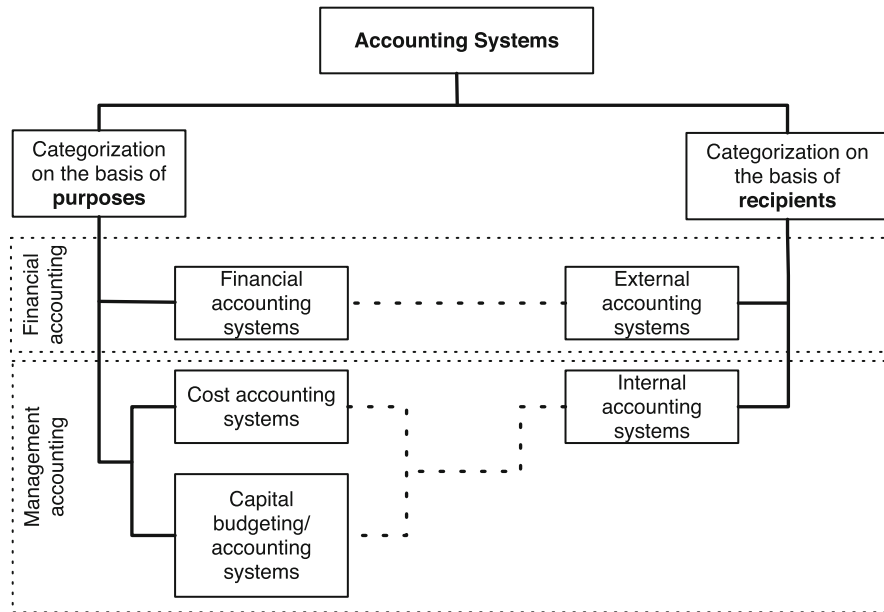 Accounting Systems
Categorization
on the basis of
purposes
Categorization on
the basis of
recipients
Financial
accounting
Financial
accounting
systems
External
accounting
systems
Management
accounting
Cost accounting
systems
Internal
accounting
systems
Capital
budgeting/
accounting
systems